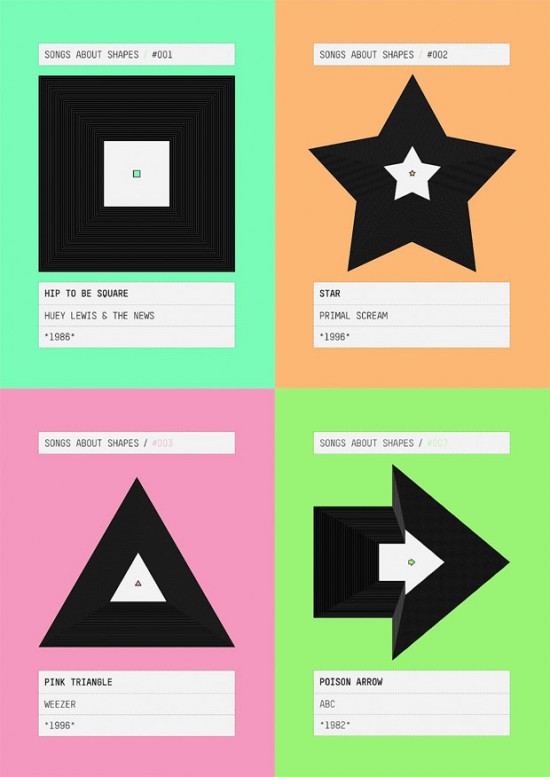 SONGS ABOUT SHAPES / #001
HIP TO BE SQUARE
HUEY LEWIS & THE NEWS
*1986*
SONGS ABOUT SHAPES / #002
STAR
PRIMAL SCREAM
*1996*
SONGS ABOUT SHAPES / #003
PINK TRIANGLE
WEEZER
*1996*
SONGS ABOUT SHAPES /
POISON ARROW
ABC
*1982*